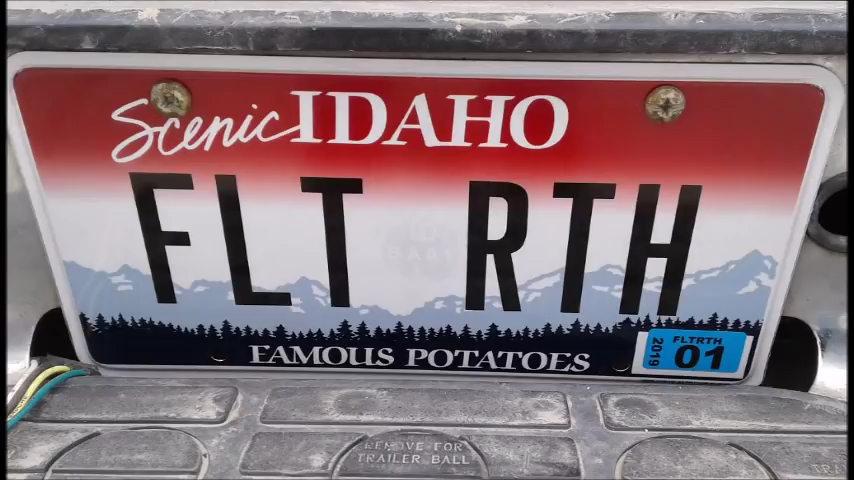 Scenic IDAHO
FLT RTH
FAMOUS POTATOES
2019
FLTRTH
01
REMOVE FOR
TRAILER BALL